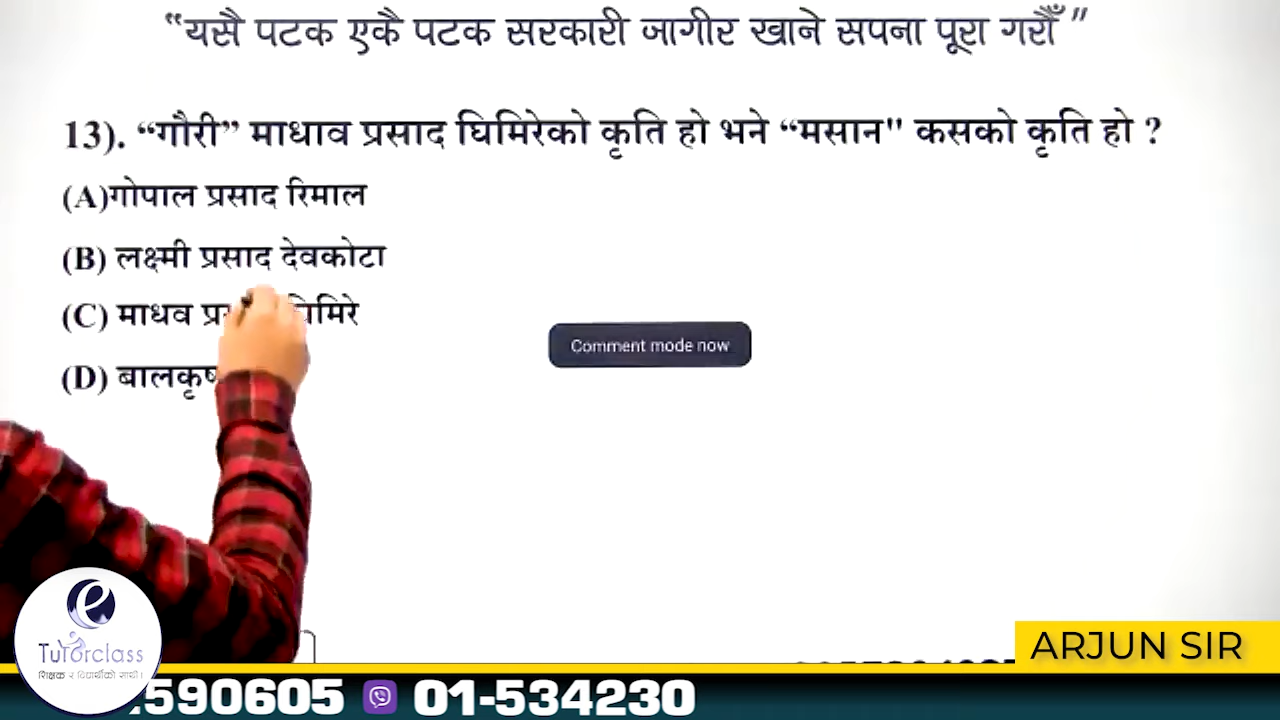 “यसै पटक एकै पटक सरकारी जागीर खाने सपना पूरा गरौँ”
13). “गौरी” माधाव प्रसाद घिमिरेको कृति हो भने “मसान" कसको कृति हो ?
(A)गोपाल प्रसाद रिमाल
(B) लक्ष्मी प्रसाद देवकोटा
(C) माधव
(D)
Comment mode now
ARJUN SIR
Tutorclass
शिक्षक र विद्यार्थीको साथी।
590605 01-534230